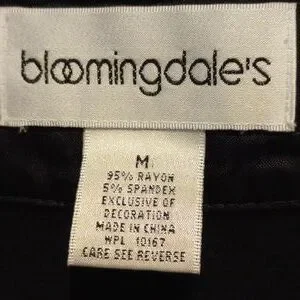 bloomingdale's
M
95% RAYON
5% SPANDEX
EXCLUSIVE OF
DECORATION
MADE IN CHINA
WPL 10167
CARE SEE REVERSE